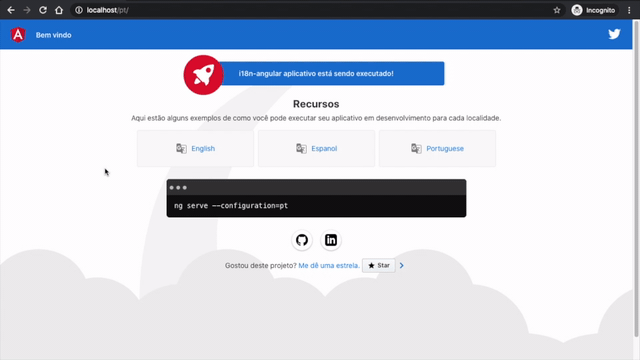 localhost/pt/
Incognito
Bem vindo
i18n-angular aplicativo está sendo executado!
Recursos
Aqui estão alguns exemplos de como você pode executar seu aplicativo em desenvolvimento para cada localidade.
English
Espanol
Portuguese
ng serve --configuration=pt
Gostou deste projeto? Me dê uma estrela. Star